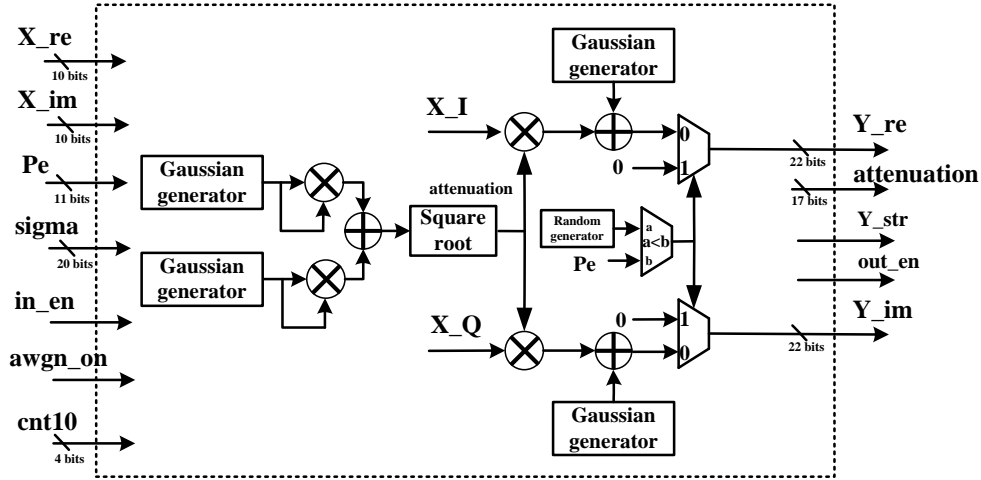 X_re
10 bits
X_im
10 bits
Pe
11 bits
sigma
20 bits
in_en
awgn_on
cnt10
4 bits
Gaussian
generator
Gaussian
generator
Square
root
attenuation
X_I
X_Q
Gaussian
generator
0
1
0
Random
generator
Pe
a
a<b
b
0
1
0
Gaussian
generator
Y_re
22 bits
attenuation
17 bits
Y_str
out_en
Y_im
22 bits